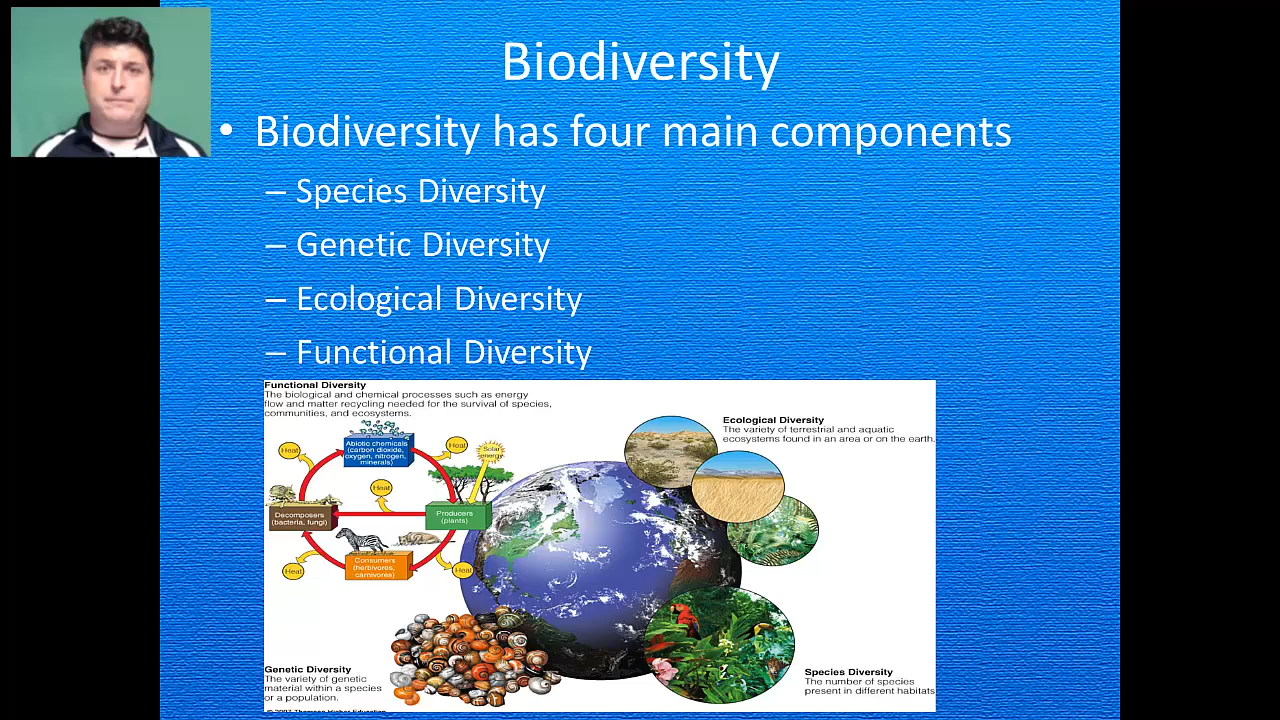 Biodiversity
• Biodiversity has four main components
– Species Diversity
– Genetic Diversity
– Ecological Diversity
– Functional Diversity
Functional Diversity
The biological and chemical processes such as energy
flow and matter recycling needed for the survival of species,
communities, and ecosystems.
Ecological Diversity
The variety of terrestrial and aquatic
ecosystems found in an area or on the earth.
Heat
Abiotic chemicals
(carbon dioxide,
oxygen, nitrogen,
minerals)
Heat
Solar
energy
Heat
Decomposers
(bacteria, fungi)
Producers
(plants)
Consumers
(herbivores,
carnivores)
Heat
Heat
Genetic Diversity
The variety of genetic
material within a species
or a population.
Species Diversity
The number of species
present in different habitats
© 2007 Thomson Higher Education